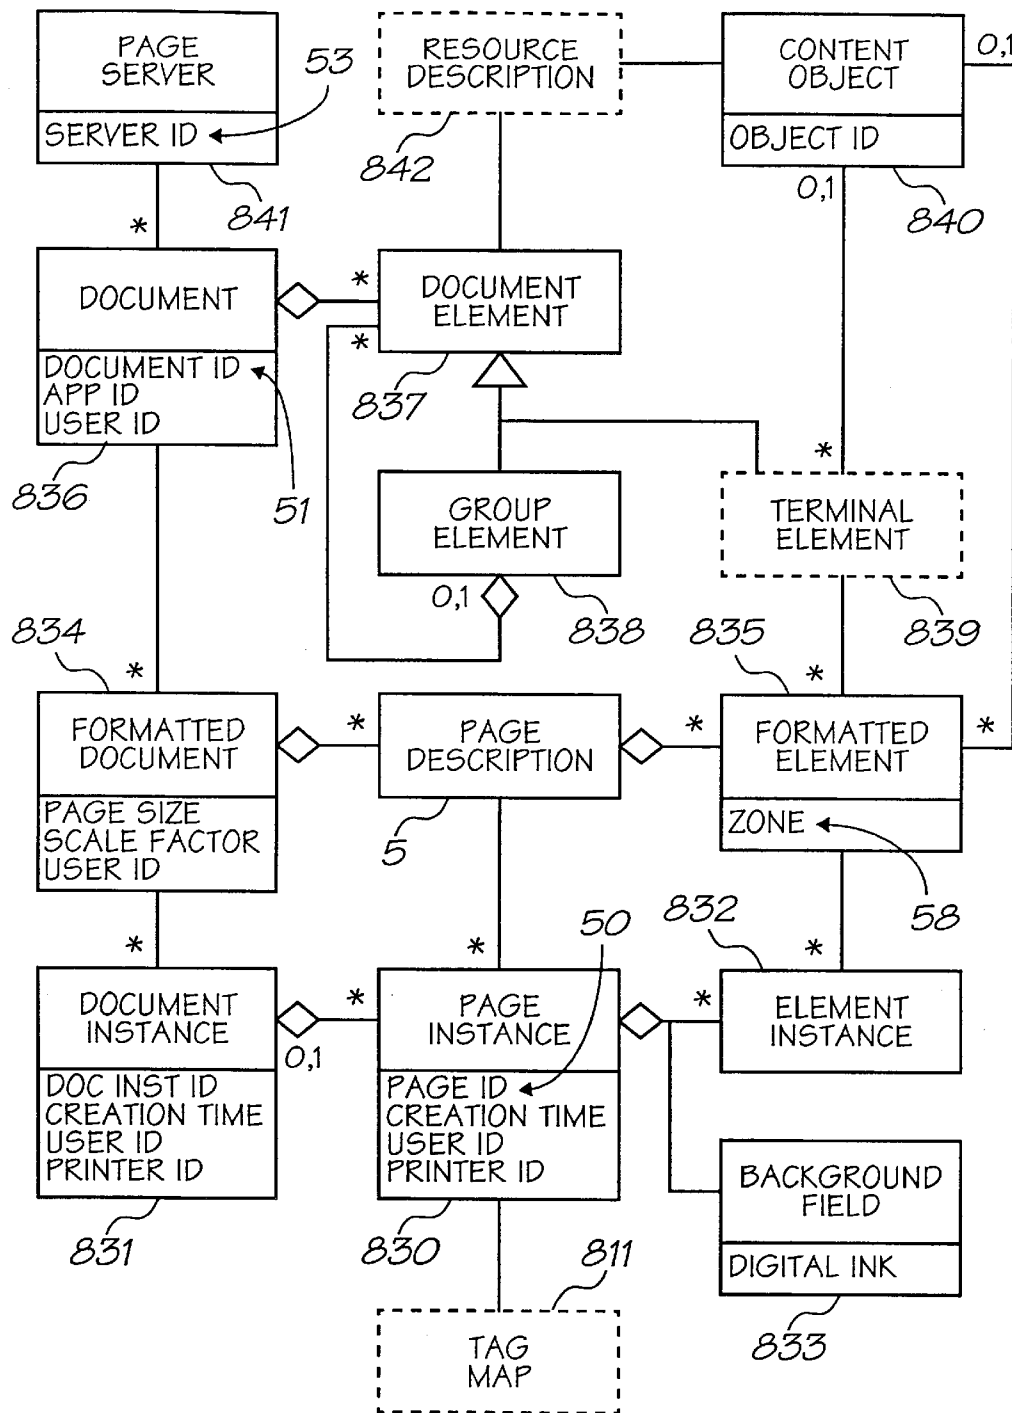 PAGE
SERVER
SERVER ID
53
841
*
RESOURCE
DESCRIPTION
842
CONTENT
OBJECT
OBJECT ID
0,1
0,1
840
DOCUMENT
DOCUMENT ID
APP ID
USER ID
836
51
*
*
DOCUMENT
ELEMENT
837
GROUP
ELEMENT
0,1
838
*
TERMINAL
ELEMENT
839
834
*
FORMATTED
DOCUMENT
PAGE SIZE
SCALE FACTOR
USER ID
*
PAGE
DESCRIPTION
5
835
*
*
*
FORMATTED
ELEMENT
ZONE
58
*
DOCUMENT
INSTANCE
0,1
DOC INST ID
CREATION TIME
USER ID
PRINTER ID
831
*
50
*
PAGE
INSTANCE
PAGE ID
CREATION TIME
USER ID
PRINTER ID
830
832
*
*
ELEMENT
INSTANCE
BACKGROUND
FIELD
DIGITAL INK
833
811
TAG
MAP